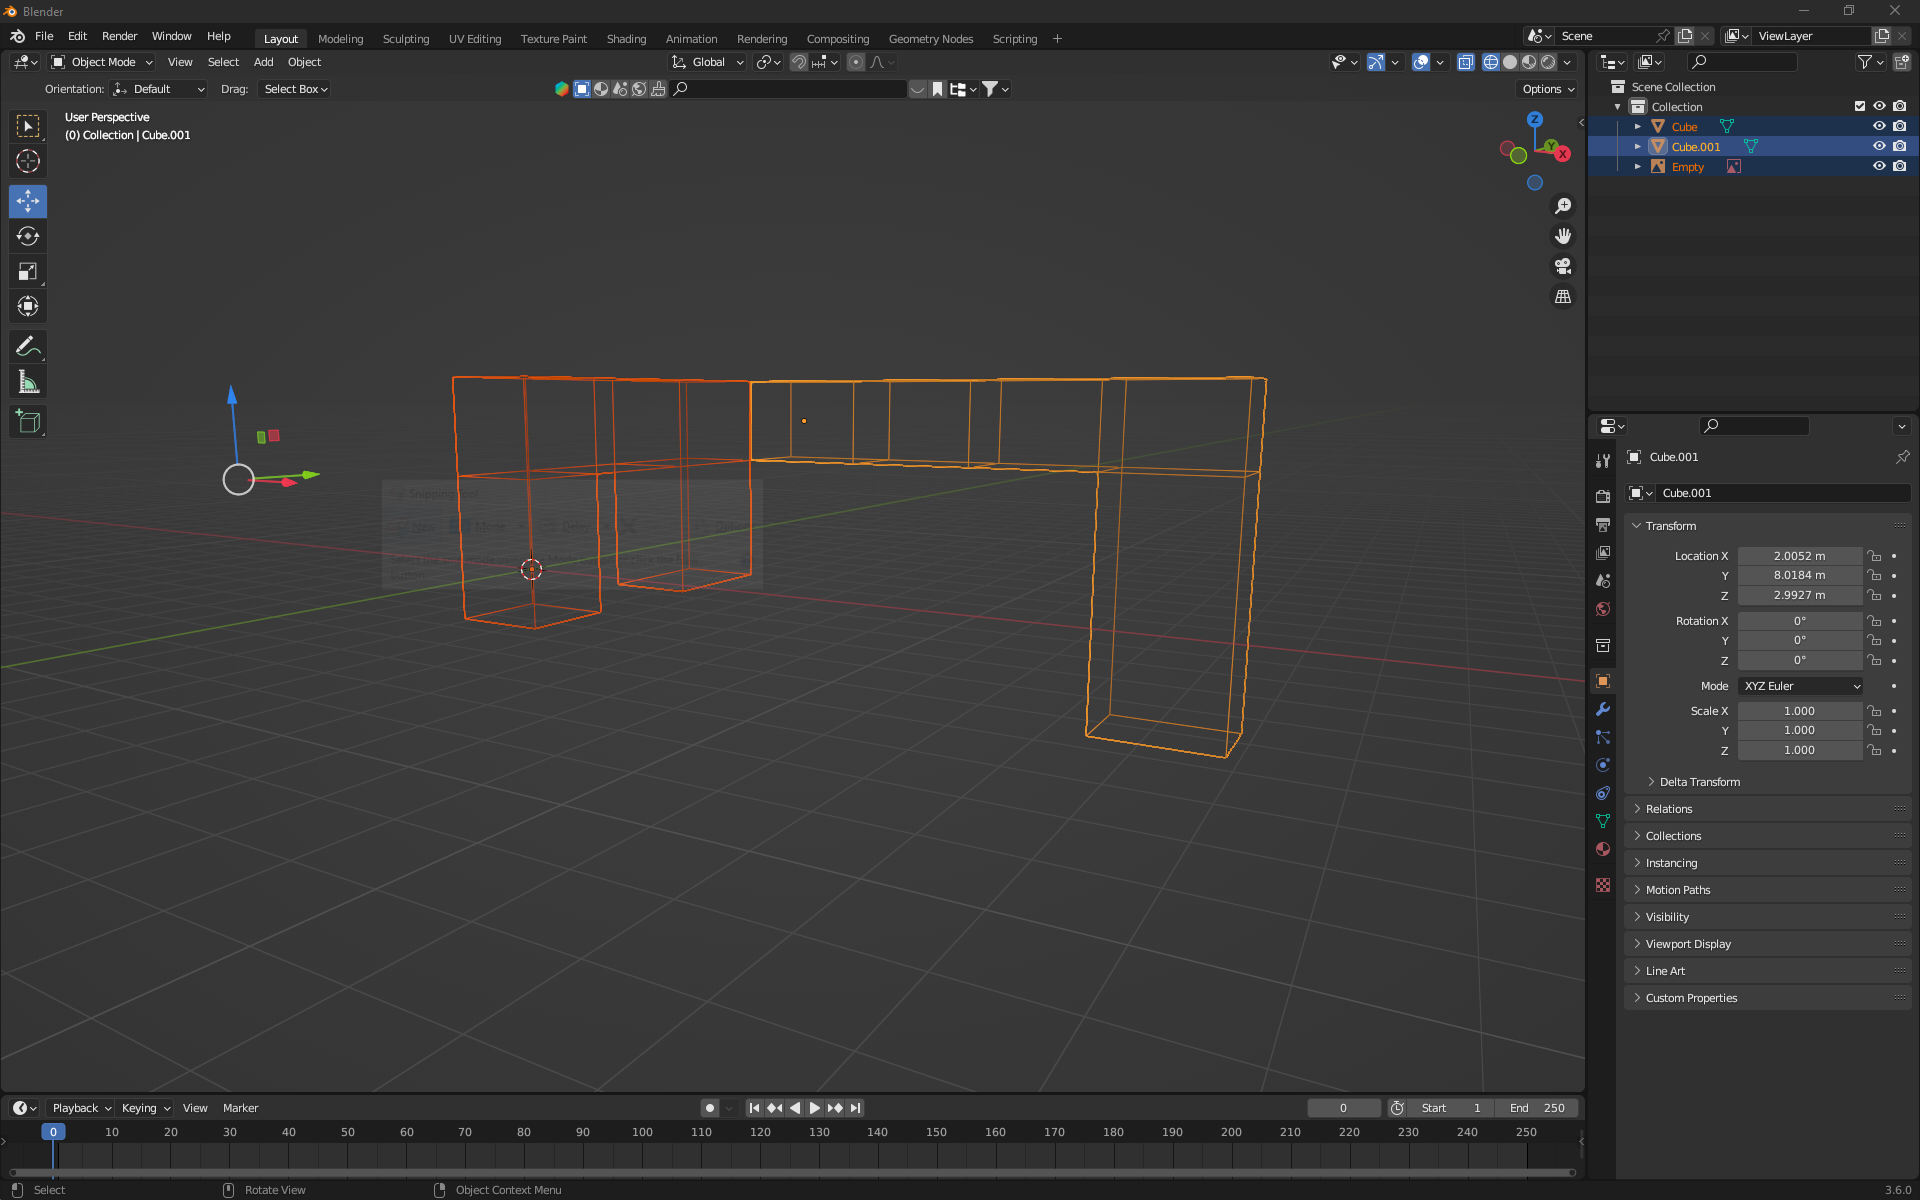 Blender
File Edit Render Window Help
Layout Modeling Sculpting UV Editing Texture Paint Shading Animation Rendering Compositing Geometry Nodes Scripting +
Scene
ViewLayer
Object Mode View Select Add Object
Global
Orientation: Default Drag: Select Box
Options
User Perspective
(0) Collection | Cube.001
Z
Y
X
Scene Collection
Collection
Cube
Cube.001
Empty
Snipping Tool
New Mode Delay
Cube.001
Cube.001
Transform
Location X 2.0052 m
Y 8.0184 m
Z 2.9927 m
Rotation X 0°
Y 0°
Z 0°
Mode XYZ Euler
Scale X 1.000
Y 1.000
Z 1.000
Delta Transform
Relations
Collections
Instancing
Motion Paths
Visibility
Viewport Display
Line Art
Custom Properties
Playback Keying View Marker
0 Start 1 End 250
0 10 20 30 40 50 60 70 80 90 100 110 120 130 140 150 160 170 180 190 200 210 220 230 240 250
Select Rotate View Object Context Menu
3.6.0